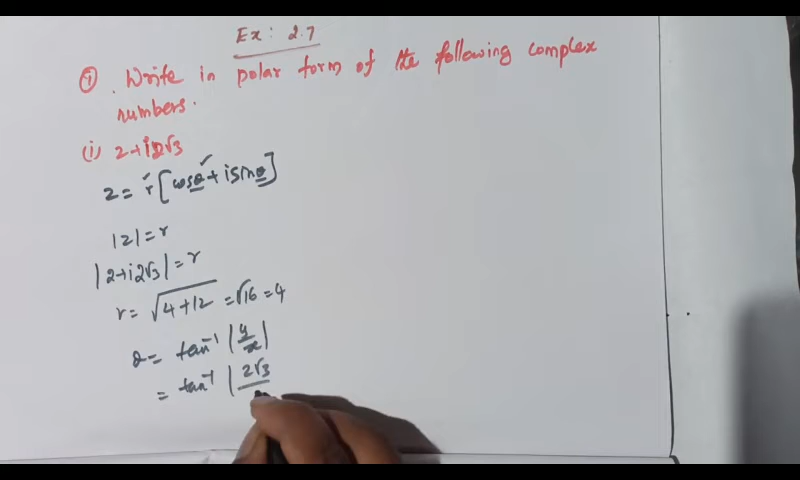 Ex: 2.7
① . Write in polar form of the following complex
numbers.
(i) 2+i2√3
z = r [cosθ + i sinθ]
|z| = r
|2+i2√3| = r
r = √4+12 = √16 = 4
α = tan⁻¹ |y/x|
= tan⁻¹ | 2√3